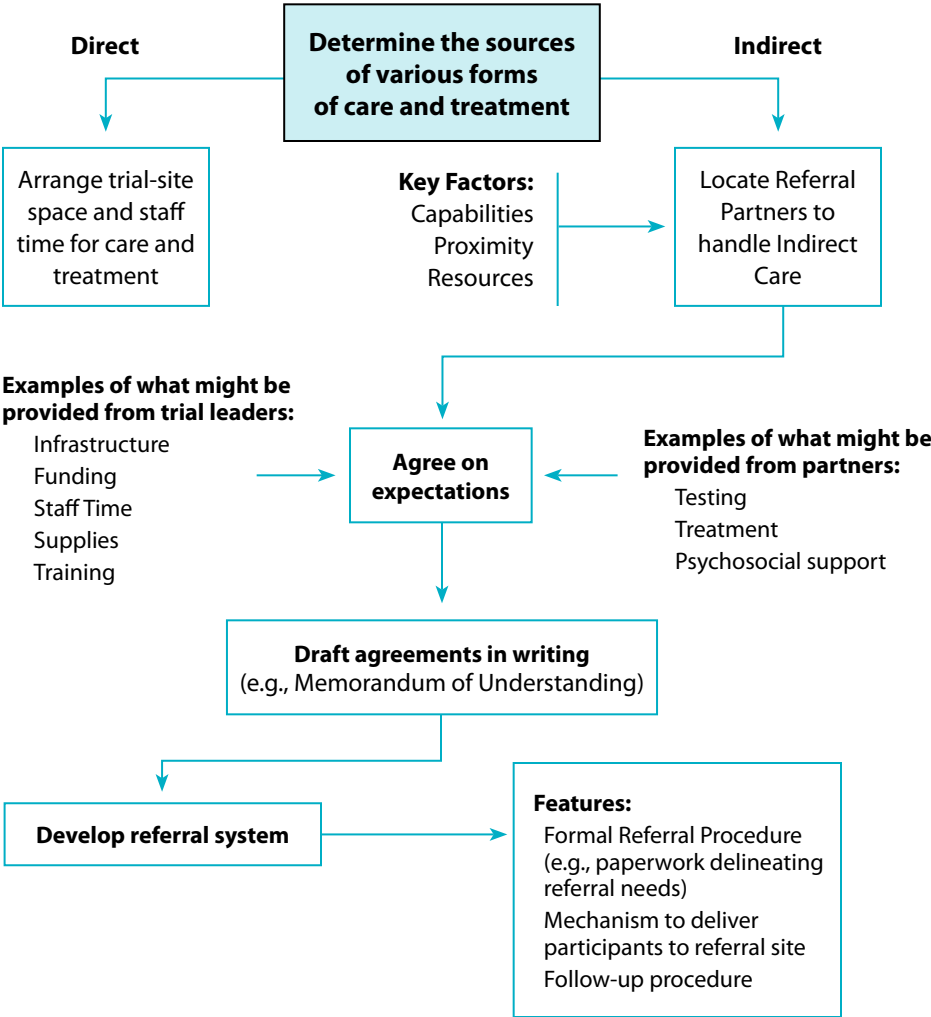 Direct
Determine the sources
of various forms
of care and treatment
Indirect
Arrange trial-site
space and staff
time for care and
treatment
Key Factors:
Capabilities
Proximity
Resources
Locate Referral
Partners to
handle Indirect
Care
Examples of what might be
provided from trial leaders:
Infrastructure
Funding
Staff Time
Supplies
Training
Agree on
expectations
Examples of what might be
provided from partners:
Testing
Treatment
Psychosocial support
Draft agreements in writing
(e.g., Memorandum of Understanding)
Develop referral system
Features:
Formal Referral Procedure
(e.g., paperwork delineating
referral needs)
Mechanism to deliver
participants to referral site
Follow-up procedure